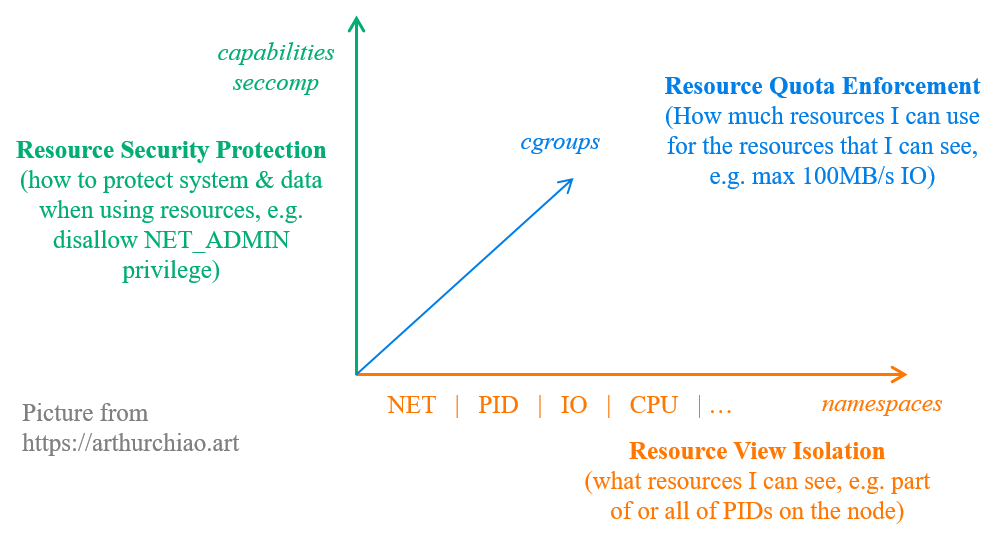 capabilities
seccomp
Resource Security Protection
(how to protect system & data
when using resources, e.g.
disallow NET_ADMIN
privilege)
cgroups
Resource Quota Enforcement
(How much resources I can use
for the resources that I can see,
e.g. max 100MB/s IO)
NET | PID | IO | CPU | ...
namespaces
Resource View Isolation
(what resources I can see, e.g. part
of or all of PIDs on the node)
Picture from
https://arthurchiao.art